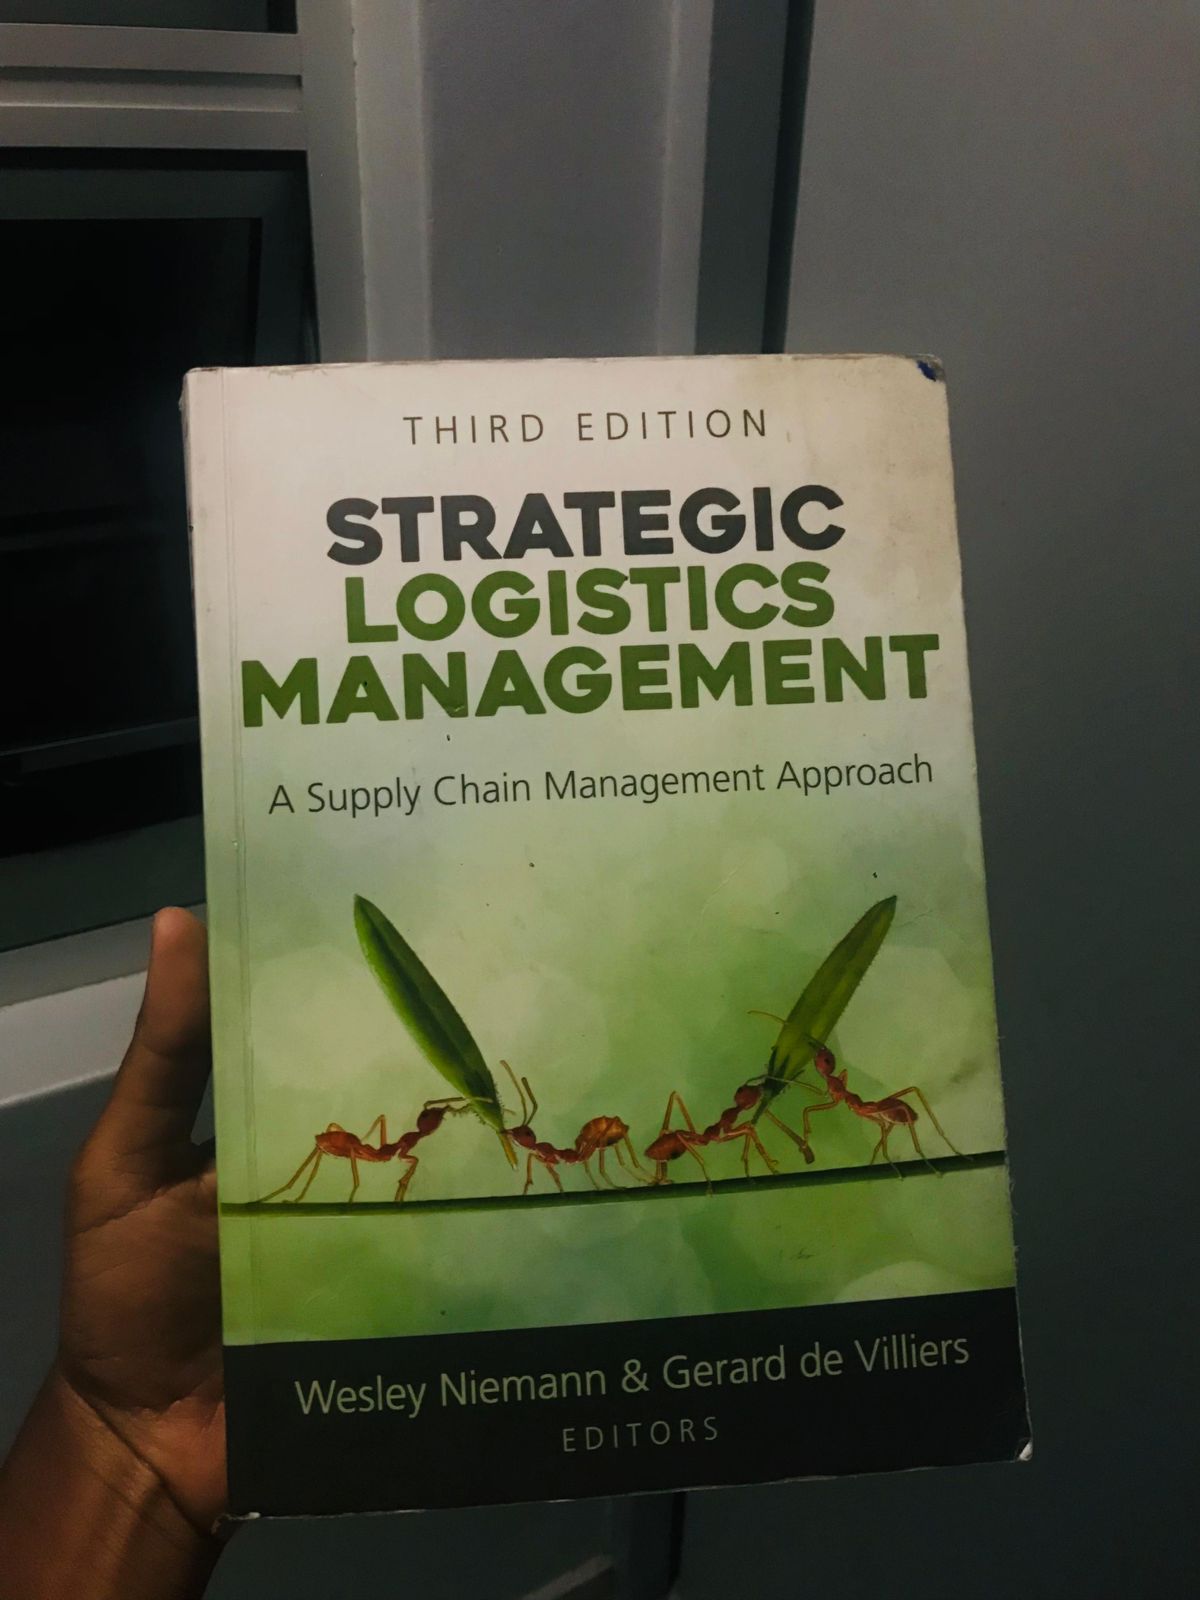 THIRD EDITION
STRATEGIC
LOGISTICS
MANAGEMENT
A Supply Chain Management Approach
Wesley Niemann & Gerard de Villiers
EDITORS